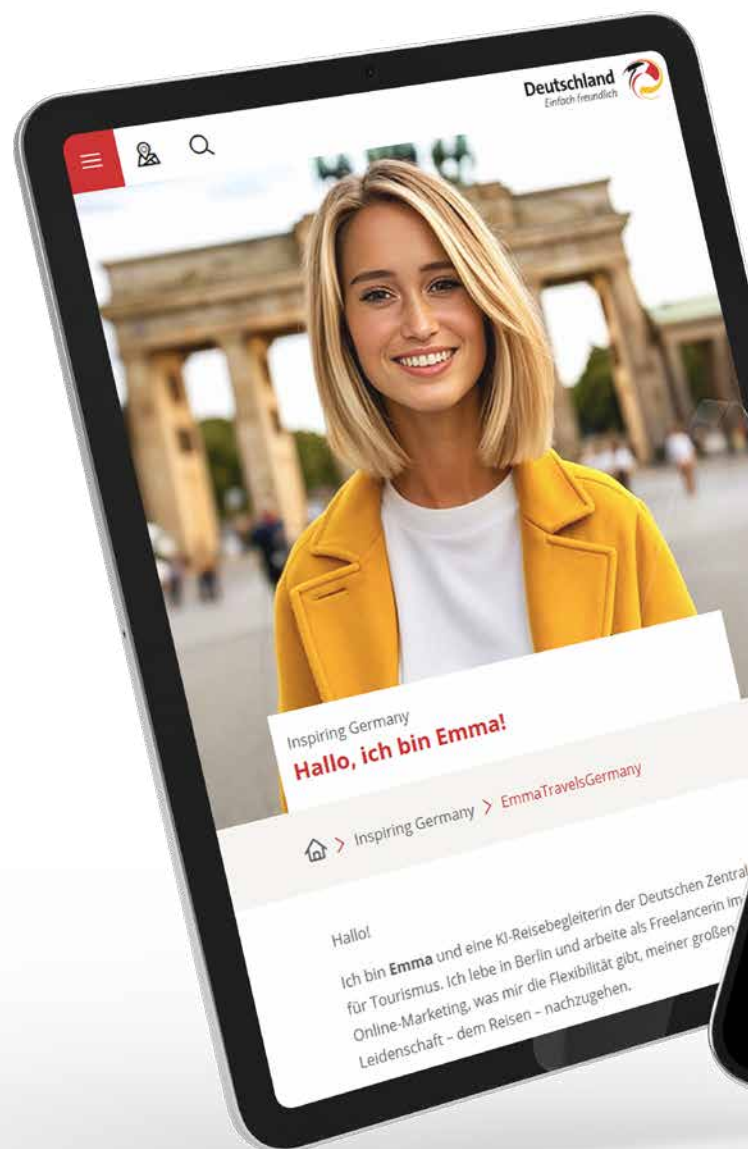 Deutschland
Einfach freundlich
Inspiring Germany
Hallo, ich bin Emma!
Inspiring Germany > EmmaTravelsGermany
Hallo!
Ich bin Emma und eine KI-Reisebegleiterin der Deutschen Zentral
für Tourismus. Ich lebe in Berlin und arbeite als Freelancerin im
Online-Marketing, was mir die Flexibilität gibt, meiner großen
Leidenschaft – dem Reisen – nachzugehen.